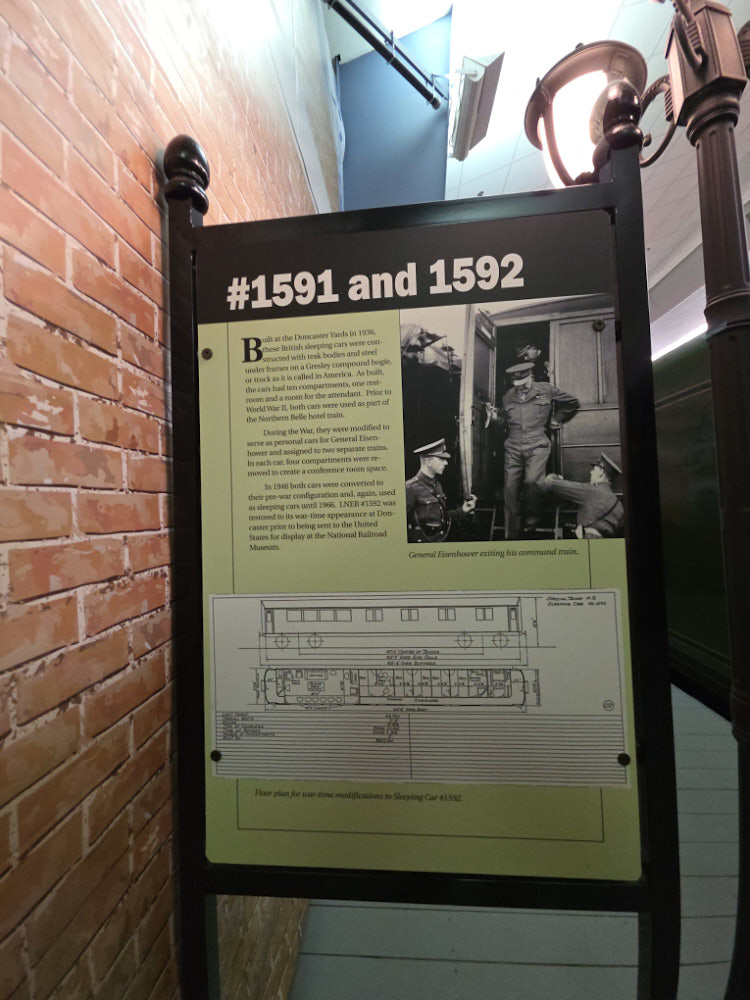 #1591 and 1592
Built at the Doncaster Yards in 1936,
these British sleeping cars were con-
structed with teak bodies and steel
under frames on a Gresley compound bogie,
or truck as it is called in America. As built,
the cars had ten compartments, one rest-
room and a room for the attendant. Prior to
World War II, both cars were used as part of
the Northern Belle hotel train.
During the War, they were modified to
serve as personal cars for General Eisen-
hower and assigned to two separate trains.
In each car, four compartments were re-
moved to create a conference room space.
In 1946 both cars were converted to
their pre-war configuration and, again, used
as sleeping cars until 1966. LNER #1592 was
restored to its war-time appearance at Don-
caster prior to being sent to the United
States for display at the National Railroad
Museum.
General Eisenhower exiting his command train.
Floor plan for war-time modifications to Sleeping Car #1592.